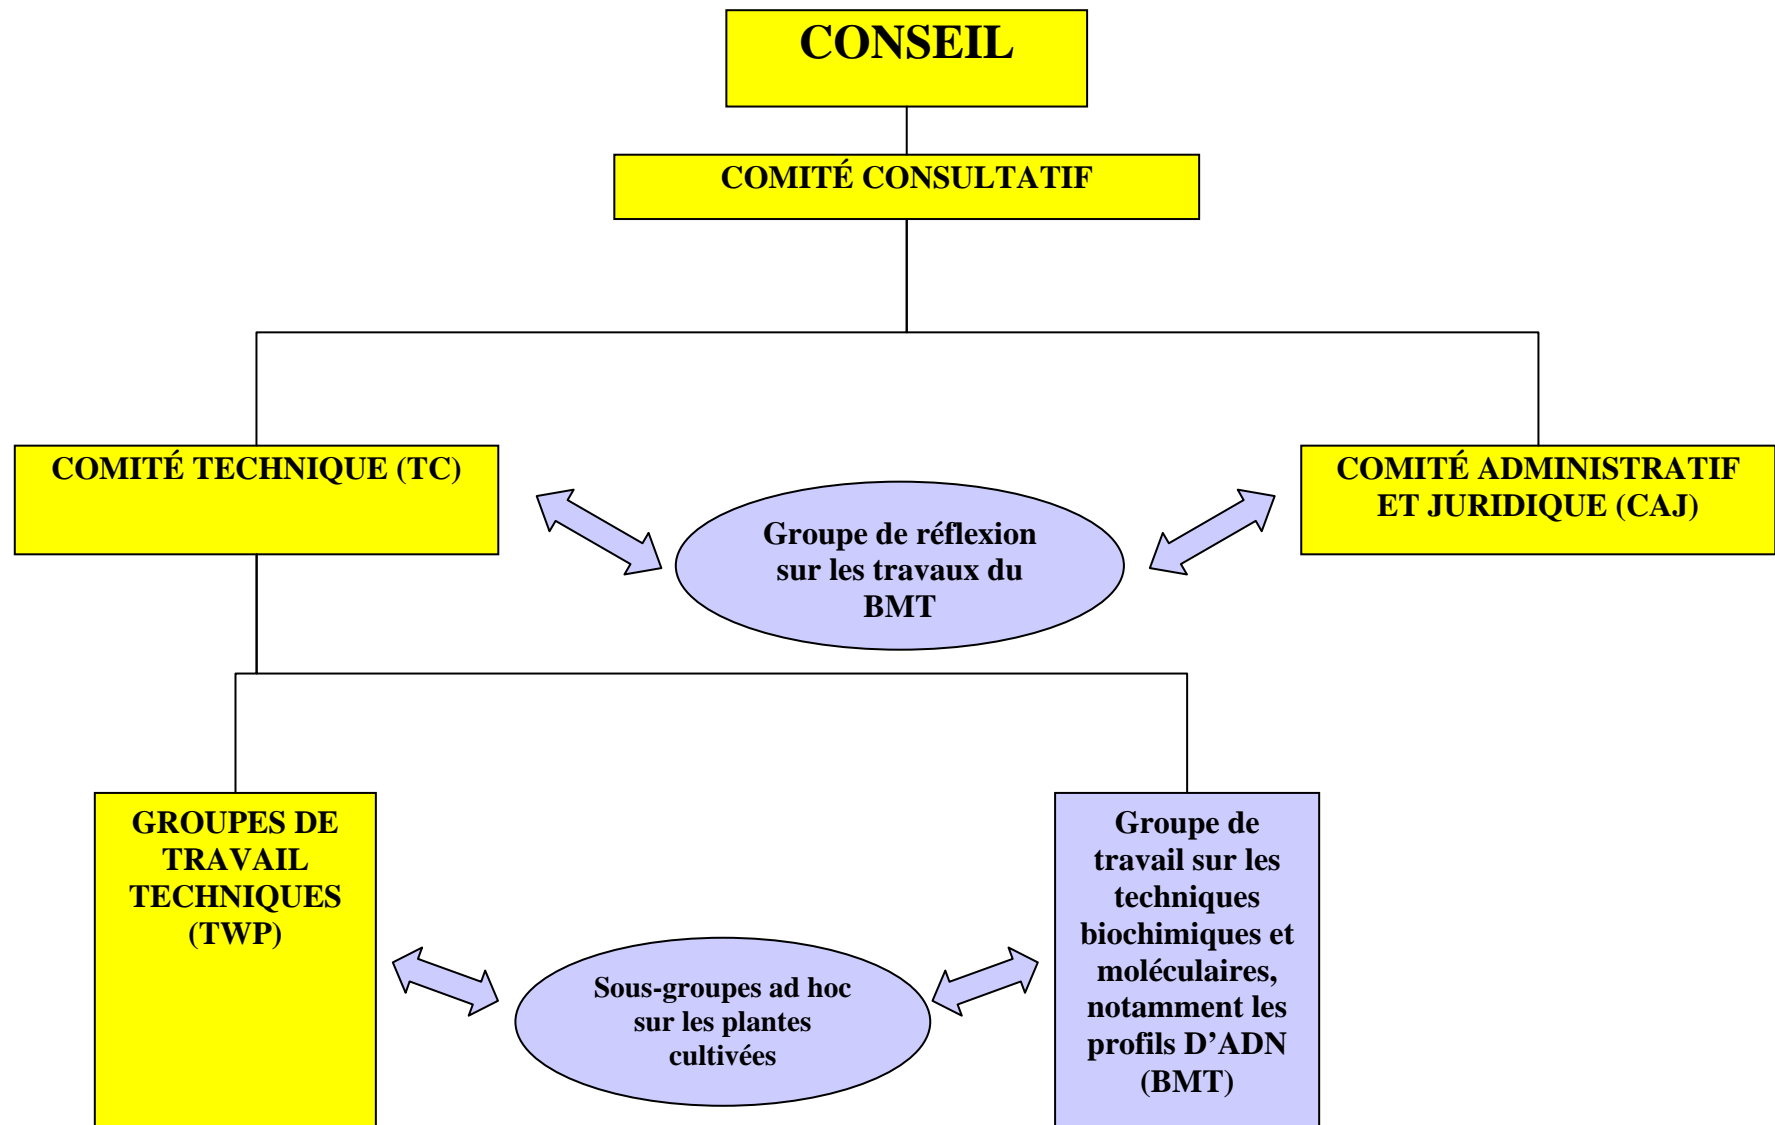 CONSEIL
COMITÉ CONSULTATIF
COMITÉ TECHNIQUE (TC)
COMITÉ ADMINISTRATIF
ET JURIDIQUE (CAJ)
Groupe de réflexion
sur les travaux du
BMT
GROUPES DE
TRAVAIL
TECHNIQUES
(TWP)
Groupe de
travail sur les
techniques
biochimiques et
moléculaires,
notamment les
profils D’ADN
(BMT)
Sous-groupes ad hoc
sur les plantes
cultivées